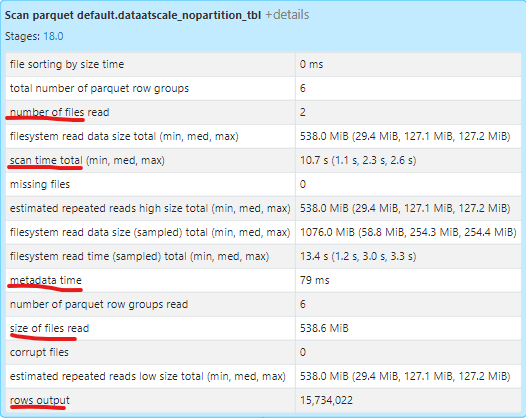 Scan parquet default.dataatscale_nopartition_tbl +details
Stages: 18.0
file sorting by size time 0 ms
total number of parquet row groups 6
number of files read 2
filesystem read data size total (min, med, max) 538.0 MiB (29.4 MiB, 127.1 MiB, 127.2 MiB)
scan time total (min, med, max) 10.7 s (1.1 s, 2.3 s, 2.6 s)
missing files 0
estimated repeated reads high size total (min, med, max) 538.0 MiB (29.4 MiB, 127.1 MiB, 127.2 MiB)
filesystem read data size (sampled) total (min, med, max) 1076.0 MiB (58.8 MiB, 254.3 MiB, 254.4 MiB)
filesystem read time (sampled) total (min, med, max) 13.4 s (1.2 s, 3.0 s, 3.3 s)
metadata time 79 ms
number of parquet row groups read 6
size of files read 538.6 MiB
corrupt files 0
estimated repeated reads low size total (min, med, max) 538.0 MiB (29.4 MiB, 127.1 MiB, 127.2 MiB)
rows output 15,734,022